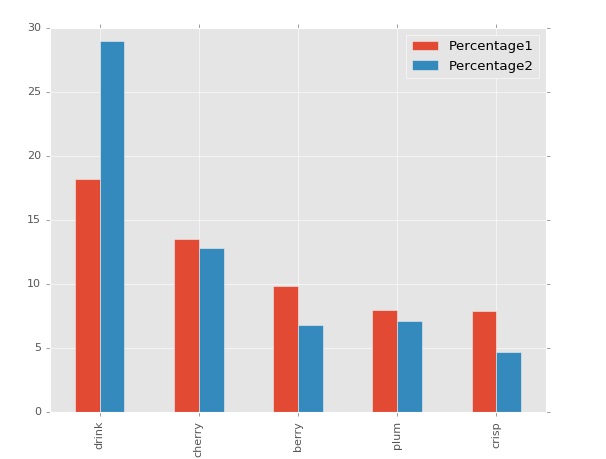 30
25
20
15
10
5
0
Percentage1
Percentage2
drink
cherry
berry
plum
crisp